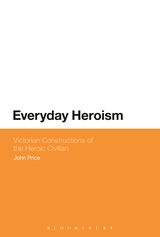 Everyday Heroism
Victorian Constructions of
the Heroic Civilian
John Price
BLOOMSBURY